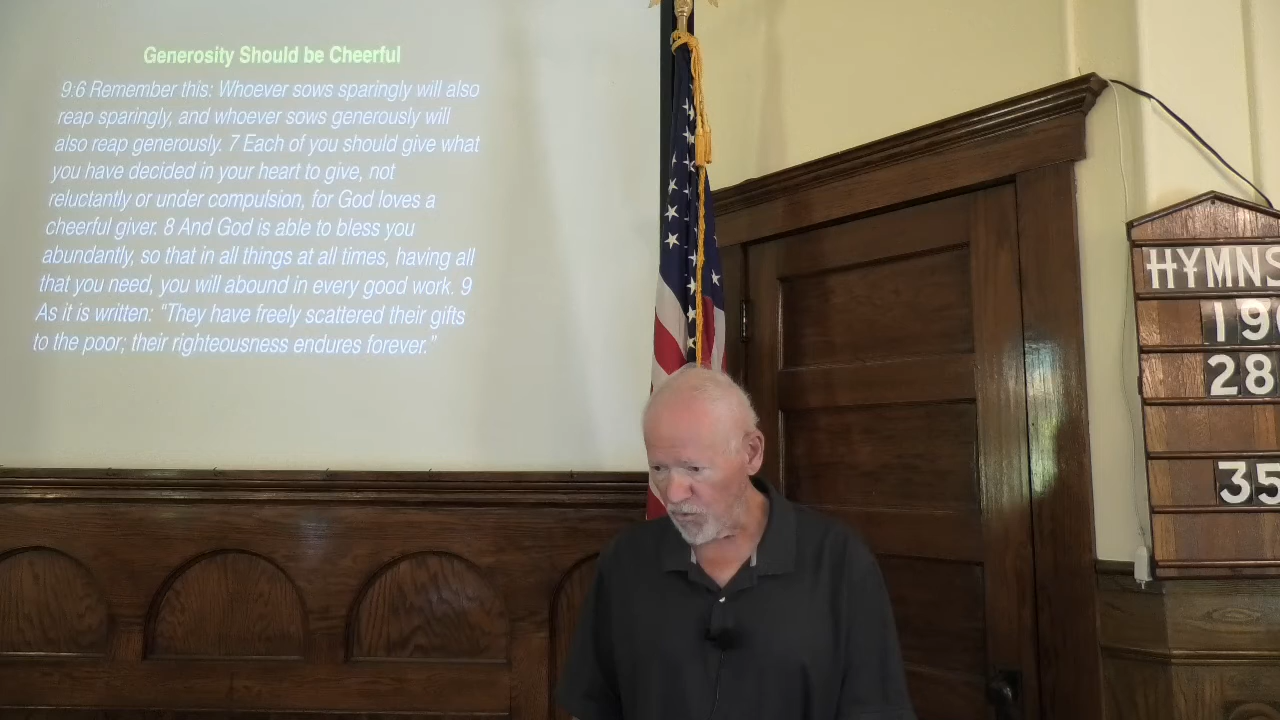 Generosity Should be Cheerful
9:6 Remember this: Whoever sows sparingly will also
reap sparingly, and whoever sows generously will
also reap generously. 7 Each of you should give what
you have decided in your heart to give, not
reluctantly or under compulsion, for God loves a
cheerful giver. 8 And God is able to bless you
abundantly, so that in all things at all times, having all
that you need, you will abound in every good work. 9
As it is written: “They have freely scattered their gifts
to the poor; their righteousness endures forever.”
HYMNS
19
28
35